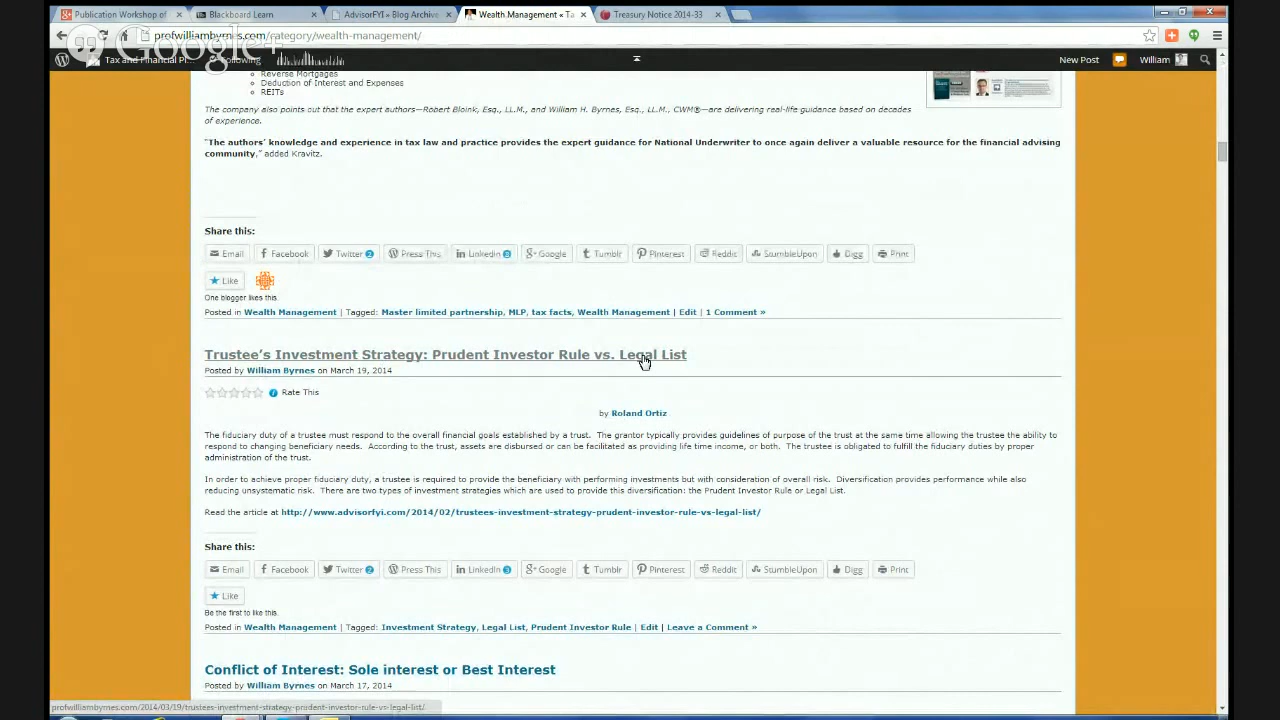 Publication Workshop of
Blackboard Learn
AdvisorFYI » Blog Archive
Wealth Management « Ta
Treasury Notice 2014-33
Google+
profwilliambyrnes.com/category/wealth-management/
Tax and Financial Pl...
Following
New Post
William
Reverse Mortgages
Deduction of Interest and Expenses
REITs
The company also points out that the expert authors—Robert Bloink, Esq., LL.M., and William H. Byrnes, Esq., LL.M., CWM®—are delivering real-life guidance based on decades
of experience.
"The authors' knowledge and experience in tax law and practice provides the expert guidance for National Underwriter to once again deliver a valuable resource for the financial advising
community," added Kravitz.
Share this:
Email Facebook Twitter 2 Press This LinkedIn 3 Google Tumblr Pinterest Reddit StumbleUpon Digg Print
Like
One blogger likes this.
Posted in Wealth Management | Tagged: Master limited partnership, MLP, tax facts, Wealth Management | Edit | 1 Comment »
Trustee's Investment Strategy: Prudent Investor Rule vs. Legal List
Posted by William Byrnes on March 19, 2014
Rate This
by Roland Ortiz
The fiduciary duty of a trustee must respond to the overall financial goals established by a trust. The grantor typically provides guidelines of purpose of the trust at the same time allowing the trustee the ability to
respond to changing beneficiary needs. According to the trust, assets are disbursed or can be facilitated as providing life time income, or both. The trustee is obligated to fulfill the fiduciary duties by proper
administration of the trust.
In order to achieve proper fiduciary duty, a trustee is required to provide the beneficiary with performing investments but with consideration of overall risk. Diversification provides performance while also
reducing unsystematic risk. There are two types of investment strategies which are used to provide this diversification: the Prudent Investor Rule or Legal List.
Read the article at http://www.advisorfyi.com/2014/02/trustees-investment-strategy-prudent-investor-rule-vs-legal-list/
Share this:
Email Facebook Twitter 2 Press This LinkedIn 3 Google Tumblr Pinterest Reddit StumbleUpon Digg Print
Like
Be the first to like this.
Posted in Wealth Management | Tagged: Investment Strategy, Legal List, Prudent Investor Rule | Edit | Leave a Comment »
Conflict of Interest: Sole interest or Best Interest
Posted by William Byrnes on March 17, 2014
profwilliambyrnes.com/2014/03/19/trustees-investment-strategy-prudent-investor-rule-vs-legal-list/